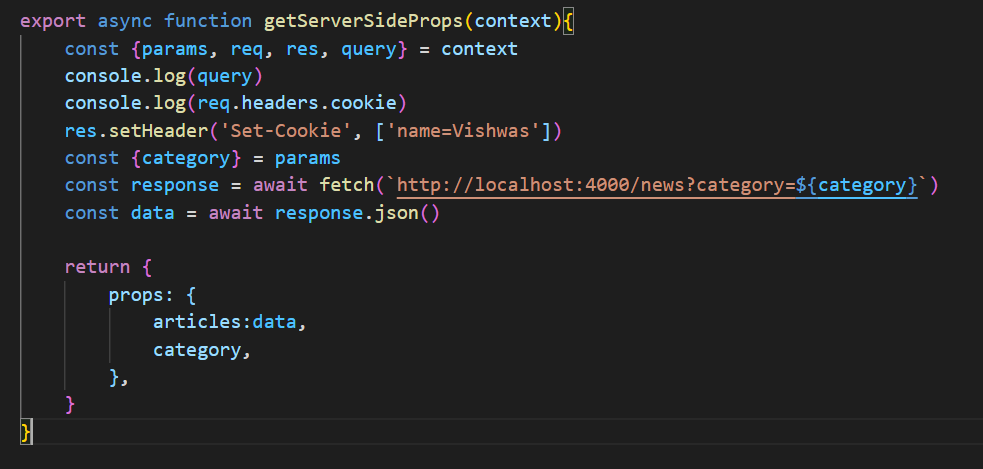 export async function getServerSideProps(context){
    const {params, req, res, query} = context
    console.log(query)
    console.log(req.headers.cookie)
    res.setHeader('Set-Cookie', ['name=Vishwas'])
    const {category} = params
    const response = await fetch(`http://localhost:4000/news?category=${category}`)
    const data = await response.json()

    return {
        props: {
            articles:data,
            category,
        },
    }
}